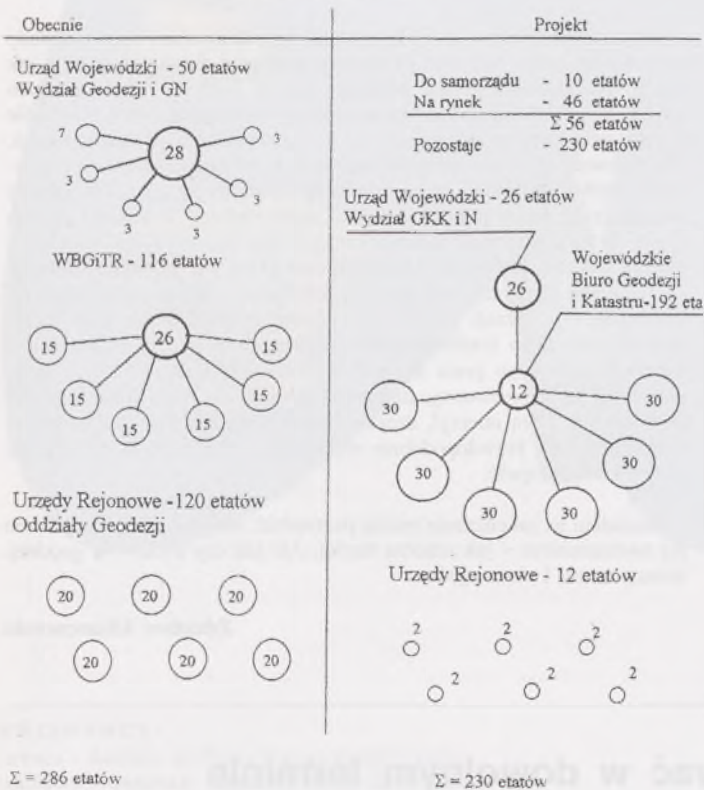 Obecnie
Urząd Wojewódzki - 50 etatów
Wydział Geodezji i GN
7
28
3
3
3
3
3
WBGiTR - 116 etatów
26
15
15
15
15
15
15
Urzędy Rejonowe -120 etatów
Oddziały Geodezji
20
20
20
20
20
20
Σ = 286 etatów
Projekt
Do samorządu - 10 etatów
Na rynek - 46 etatów
Σ 56 etatów
Pozostaje - 230 etatów
Urząd Wojewódzki - 26 etatów
Wydział GKK i N
26
Wojewódzkie
Biuro Geodezji
i Katastru-192 eta
12
30
30
30
30
30
30
Urzędy Rejonowe - 12 etatów
2
2
2
2
2
2
Σ = 230 etatów